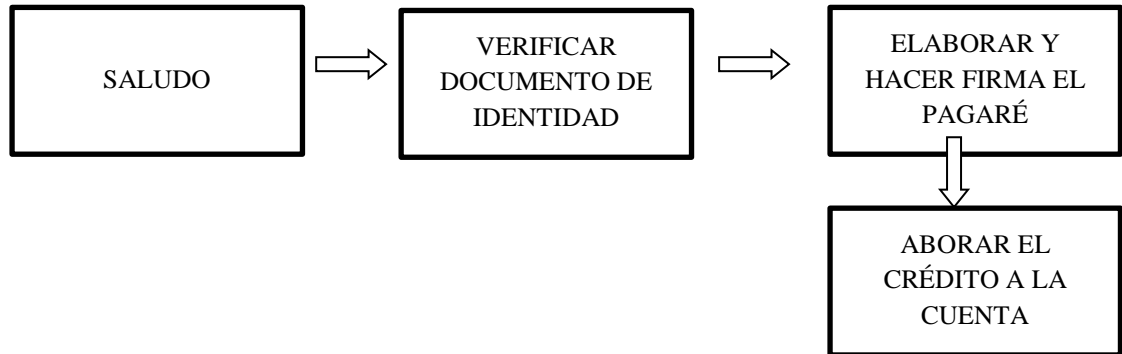 SALUDO
VERIFICAR
DOCUMENTO DE
IDENTIDAD
ELABORAR Y
HACER FIRMA EL
PAGARÉ
ABORAR EL
CRÉDITO A LA
CUENTA